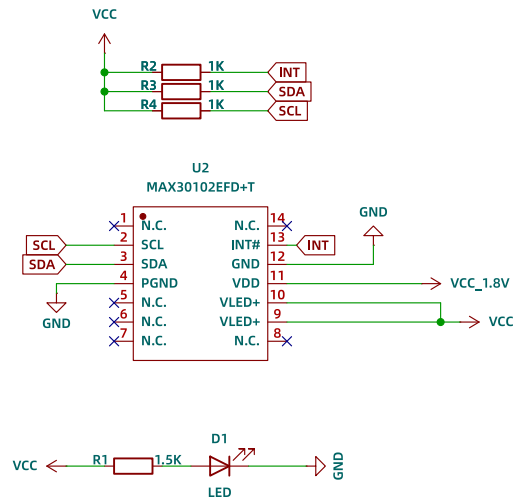 VCC
R2 1K INT
R3 1K SDA
R4 1K SCL
U2
MAX30102EFD+T
GND
1 N.C. N.C. 14
SCL 2 SCL INT# 13 INT
SDA 3 SDA GND 12
4 PGND VDD 11 VCC_1.8V
GND 5 N.C. VLED+ 10
6 N.C. VLED+ 9 VCC
7 N.C. N.C. 8
D1
VCC R1 1.5K GND
LED